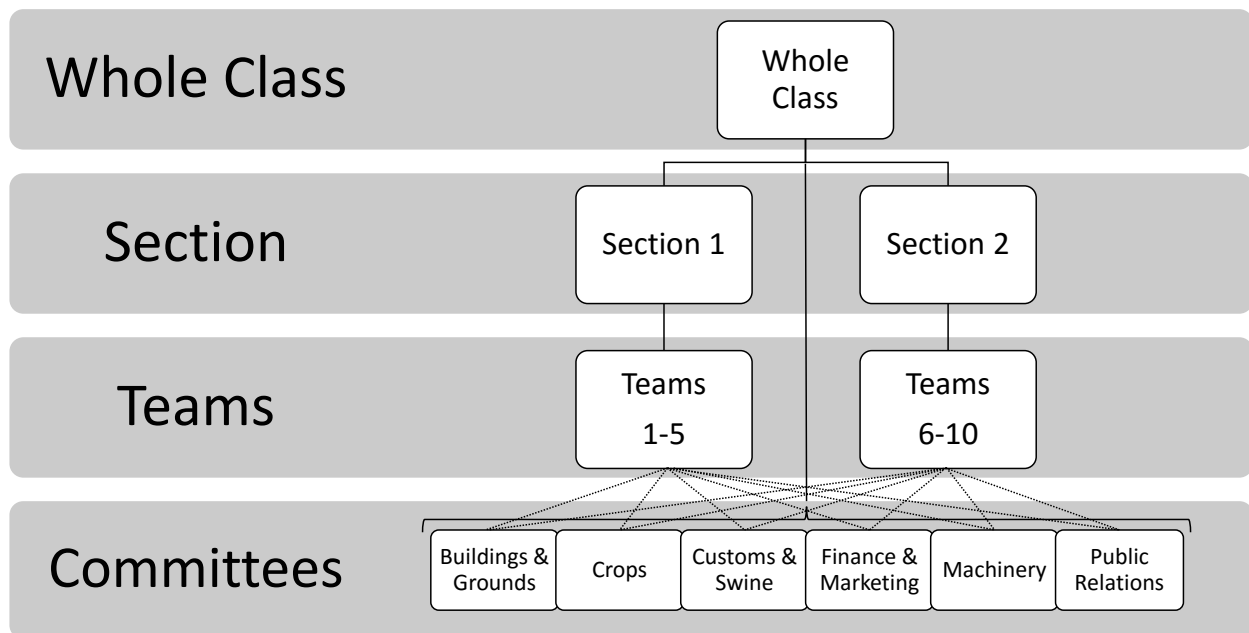 Whole Class
Whole
Class
Section
Section 1
Section 2
Teams
Teams
1-5
Teams
6-10
Committees
Buildings &
Grounds
Crops
Customs &
Swine
Finance &
Marketing
Machinery
Public
Relations